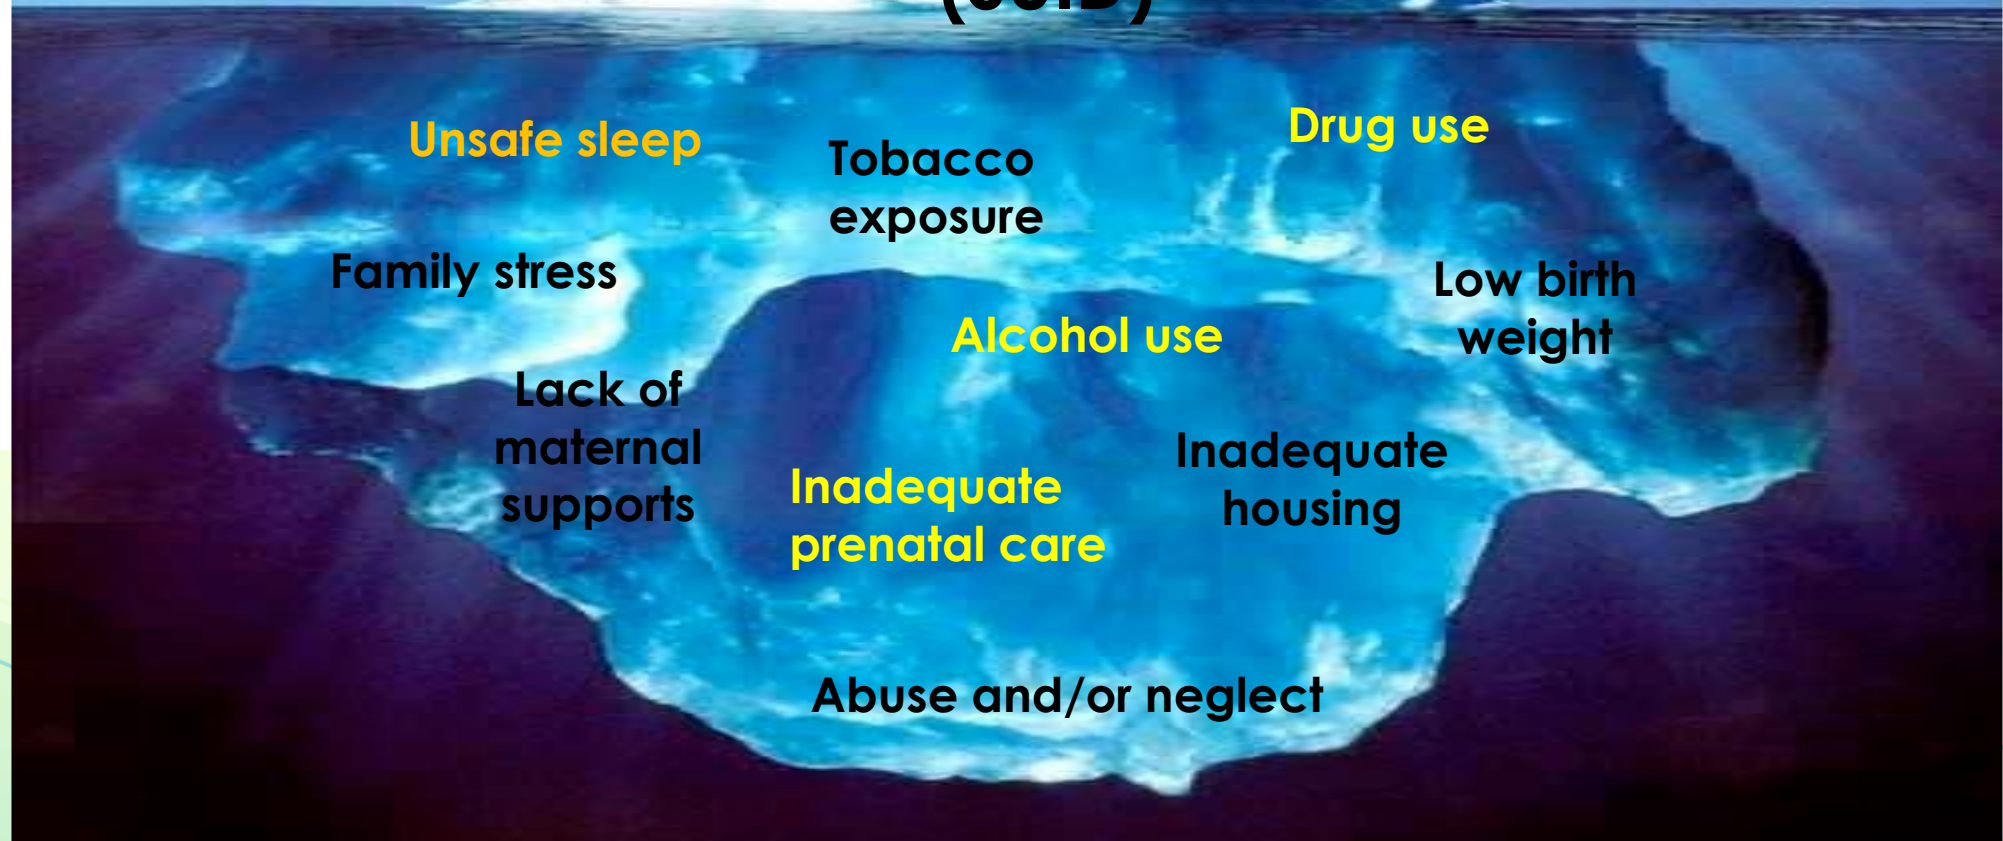 Unsafe sleep
Drug use
Tobacco
exposure
Family stress
Low birth
weight
Alcohol use
Lack of
maternal
supports
Inadequate
housing
Inadequate
prenatal care
Abuse and/or neglect